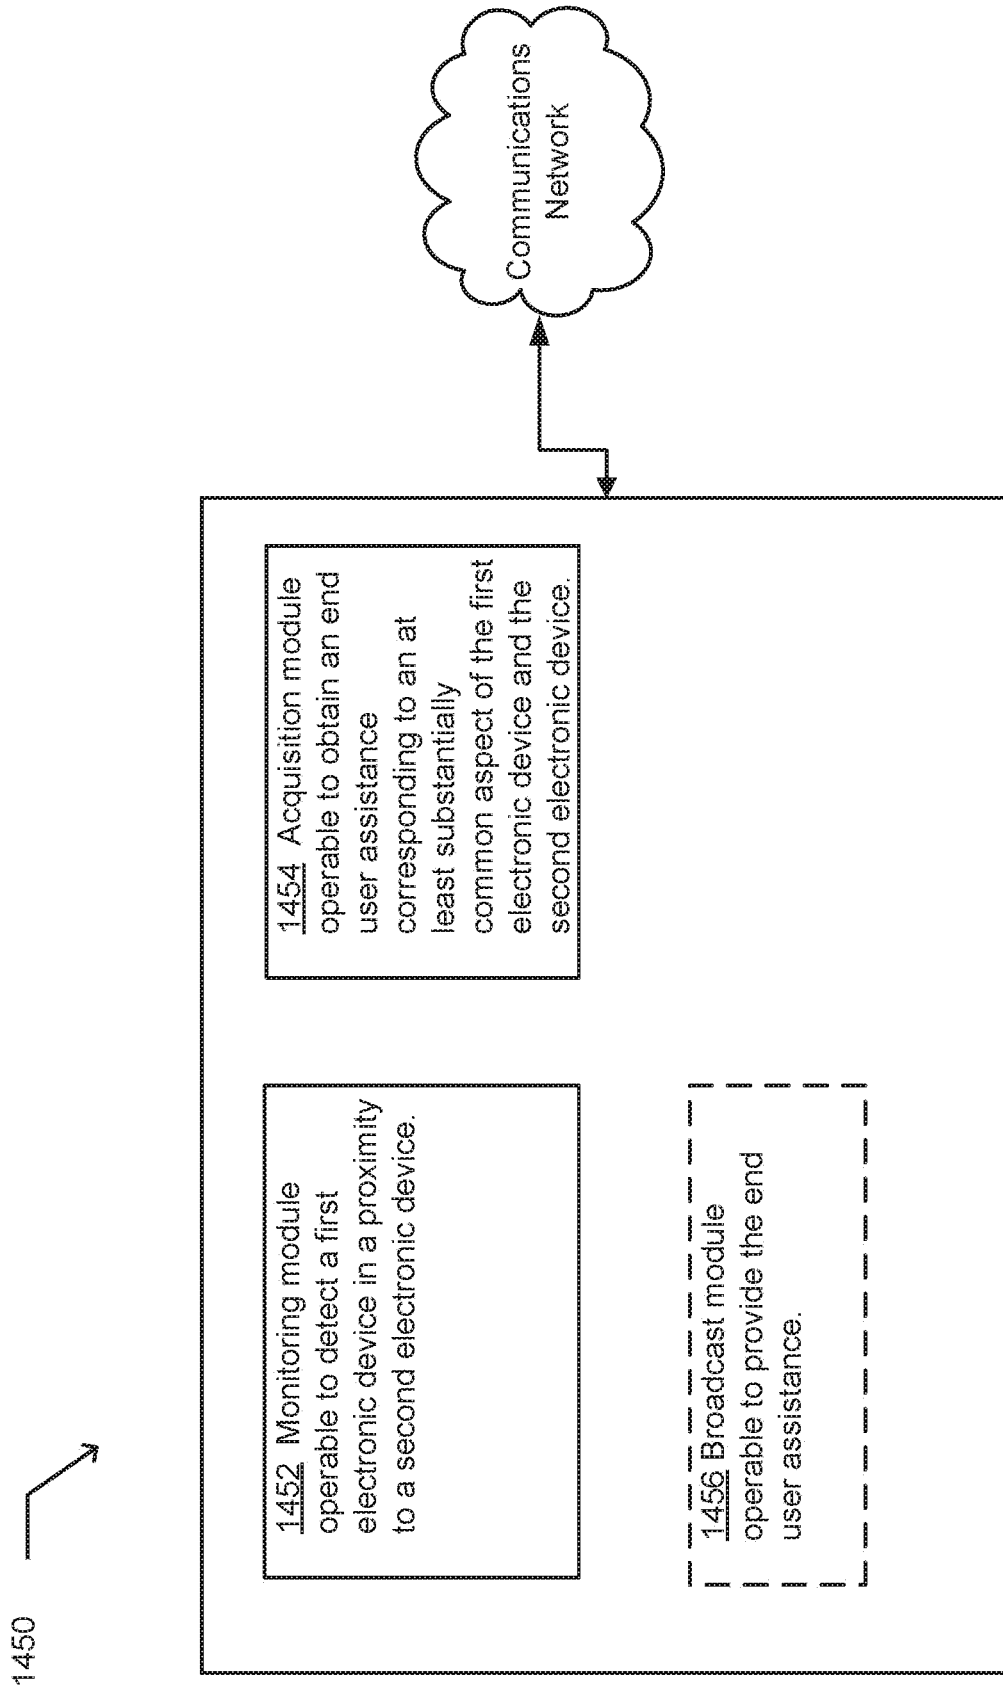 1450
1452 Monitoring module
operable to detect a first
electronic device in a proximity
to a second electronic device.
1454 Acquisition module
operable to obtain an end
user assistance
corresponding to an at
least substantially
common aspect of the first
electronic device and the
second electronic device.
1456 Broadcast module
operable to provide the end
user assistance.
Communications
Network